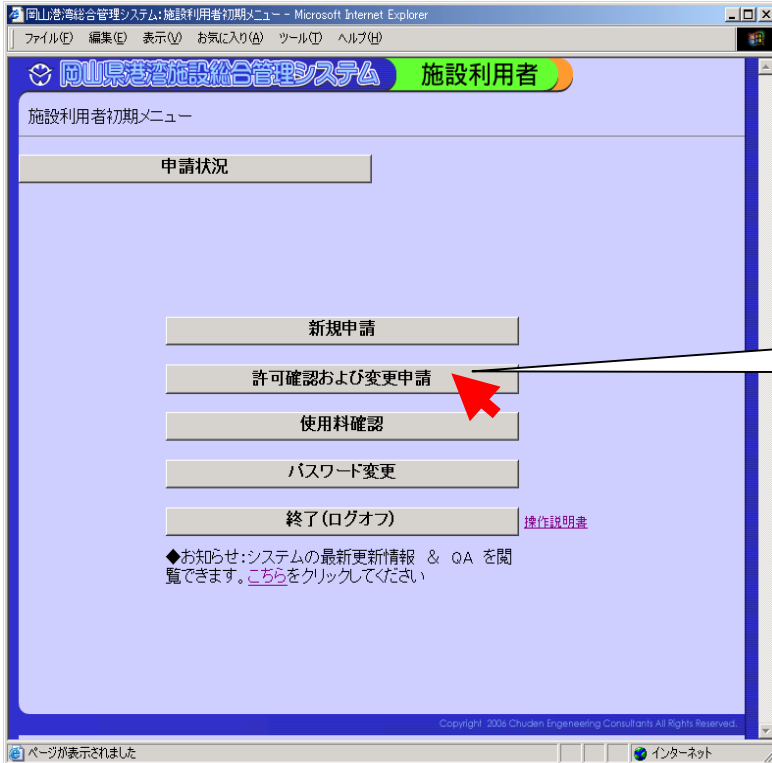 岡山港湾総合管理システム:施設利用者初期メニュー - Microsoft Internet Explorer
ファイル(F) 編集(E) 表示(V) お気に入り(A) ツール(T) ヘルプ(H)
岡山県港湾施設総合管理システム 施設利用者
施設利用者初期メニュー
申請状況
新規申請
許可確認および変更申請
使用料確認
パスワード変更
終了(ログオフ) 操作説明書
◆お知らせ:システムの最新更新情報 & QA を閲
覧できます。こちらをクリックしてください
Copyright 2006 Chuden Engeneering Consultants All Rights Reserved.
ページが表示されました インターネット